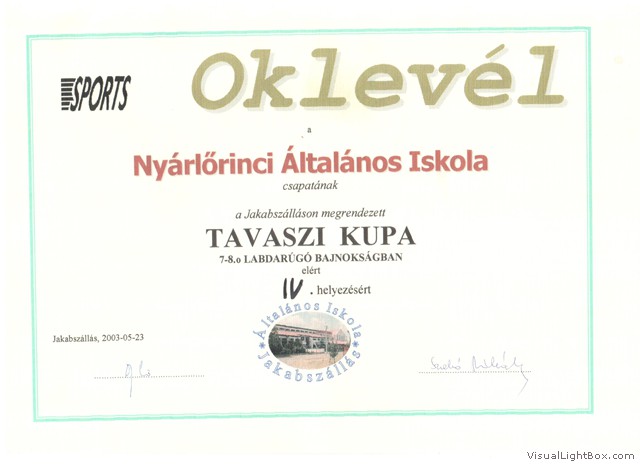 SPORTS
Oklevél
a
Nyárlőrinci Általános Iskola
csapatának
a Jakabszálláson megrendezett
TAVASZI KUPA
7-8.o LABDARÚGÓ BAJNOKSÁGBAN
elért
IV. helyezésért
Általános Iskola
Jakabszállás
Jakabszállás, 2003-05-23
VisualLightBox.com